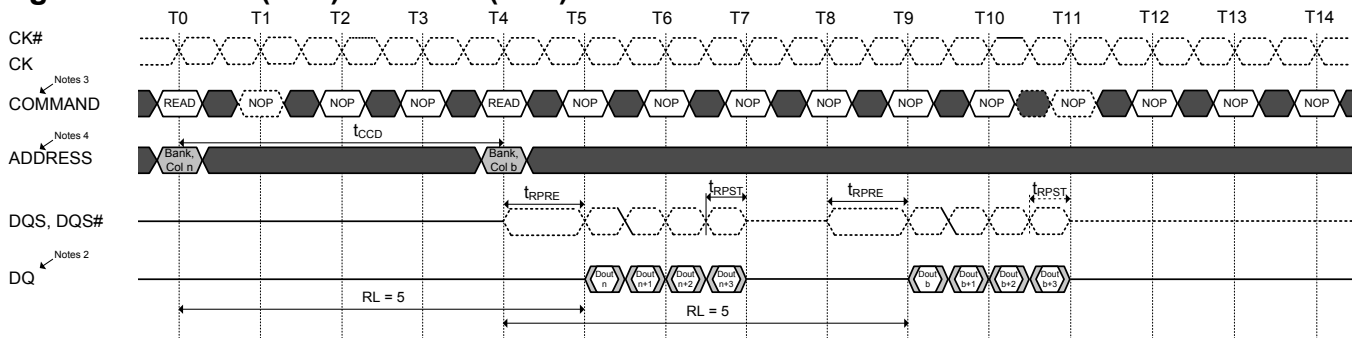 T0 T1 T2 T3 T4 T5 T6 T7 T8 T9 T10 T11 T12 T13 T14
CK#
CK
Notes 3
COMMAND READ NOP NOP NOP READ NOP NOP NOP NOP NOP NOP NOP NOP NOP NOP
tCCD
Notes 4
ADDRESS Bank, Col n Bank, Col b
tRPRE tRPST tRPRE tRPST
DQS, DQS#
Notes 2
DQ Dout n Dout n+1 Dout n+2 Dout n+3 Dout b Dout b+1 Dout b+2 Dout b+3
RL = 5
RL = 5